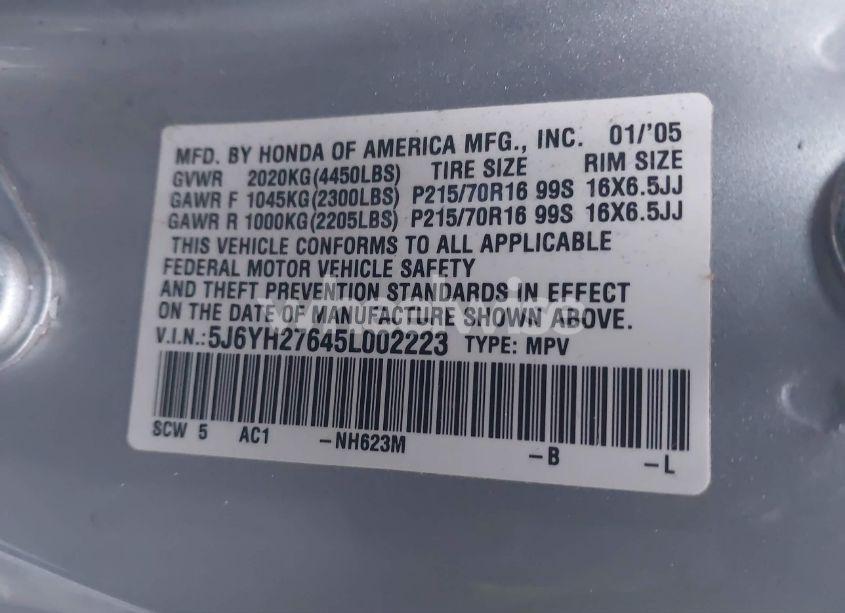 MFD. BY HONDA OF AMERICA MFG., INC. 01/'05
GVWR 2020KG(4450LBS) TIRE SIZE RIM SIZE
GAWR F 1045KG(2300LBS) P215/70R16 99S 16X6.5JJ
GAWR R 1000KG(2205LBS) P215/70R16 99S 16X6.5JJ
THIS VEHICLE CONFORMS TO ALL APPLICABLE
FEDERAL MOTOR VEHICLE SAFETY
AND THEFT PREVENTION STANDARDS IN EFFECT
ON THE DATE OF MANUFACTURE SHOWN ABOVE.
V.I.N.:5J6YH27645L002223 TYPE: MPV
SCW 5 AC1 -NH623M -B -L